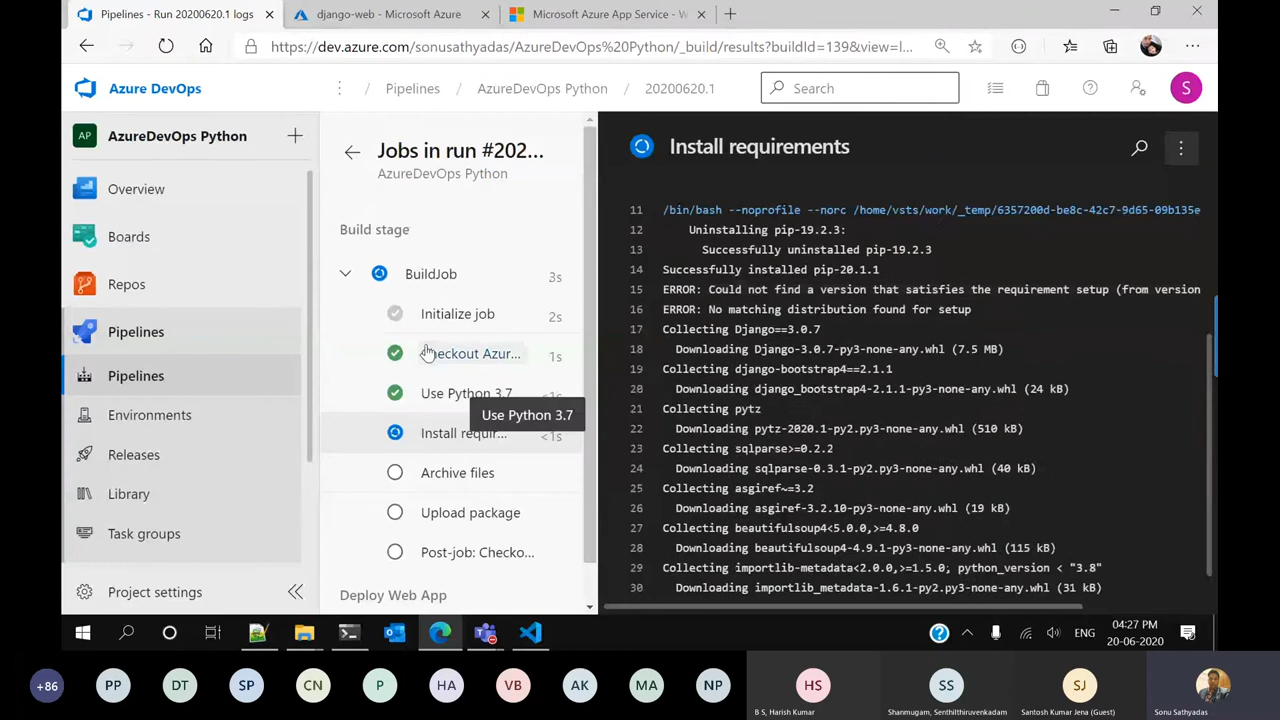 Pipelines - Run 20200620.1 logs
django-web - Microsoft Azure
Microsoft Azure App Service - W
https://dev.azure.com/sonusathyadas/AzureDevOps%20Python/_build/results?buildId=139&view=l...
Azure DevOps
/ Pipelines / AzureDevOps Python / 20200620.1
Search
S
AP AzureDevOps Python
Overview
Boards
Repos
Pipelines
Pipelines
Environments
Releases
Library
Task groups
Project settings
Jobs in run #202...
AzureDevOps Python
Build stage
BuildJob 3s
Initialize job 2s
Checkout Azur... 1s
Use Python 3.7 <1s
Use Python 3.7
Install requir... <1s
Archive files
Upload package
Post-job: Checko...
Deploy Web App
Install requirements
11 /bin/bash --noprofile --norc /home/vsts/work/_temp/6357200d-be8c-42c7-9d65-09b135e
12 Uninstalling pip-19.2.3:
13 Successfully uninstalled pip-19.2.3
14 Successfully installed pip-20.1.1
15 ERROR: Could not find a version that satisfies the requirement setup (from version
16 ERROR: No matching distribution found for setup
17 Collecting Django==3.0.7
18 Downloading Django-3.0.7-py3-none-any.whl (7.5 MB)
19 Collecting django-bootstrap4==2.1.1
20 Downloading django_bootstrap4-2.1.1-py3-none-any.whl (24 kB)
21 Collecting pytz
22 Downloading pytz-2020.1-py2.py3-none-any.whl (510 kB)
23 Collecting sqlparse>=0.2.2
24 Downloading sqlparse-0.3.1-py2.py3-none-any.whl (40 kB)
25 Collecting asgiref~=3.2
26 Downloading asgiref-3.2.10-py3-none-any.whl (19 kB)
27 Collecting beautifulsoup4<5.0.0,>=4.8.0
28 Downloading beautifulsoup4-4.9.1-py3-none-any.whl (115 kB)
29 Collecting importlib-metadata<2.0.0,>=1.5.0; python_version < "3.8"
30 Downloading importlib_metadata-1.6.1-py2.py3-none-any.whl (31 kB)
ENG
04:27 PM
20-06-2020
+86
PP
DT
SP
CN
P
HA
VB
AK
MA
NP
HS
B S, Harish Kumar
SS
Shanmugam, Senthilthiruvenkadam
SJ
Santosh Kumar Jena (Guest)
Sonu Sathyadas